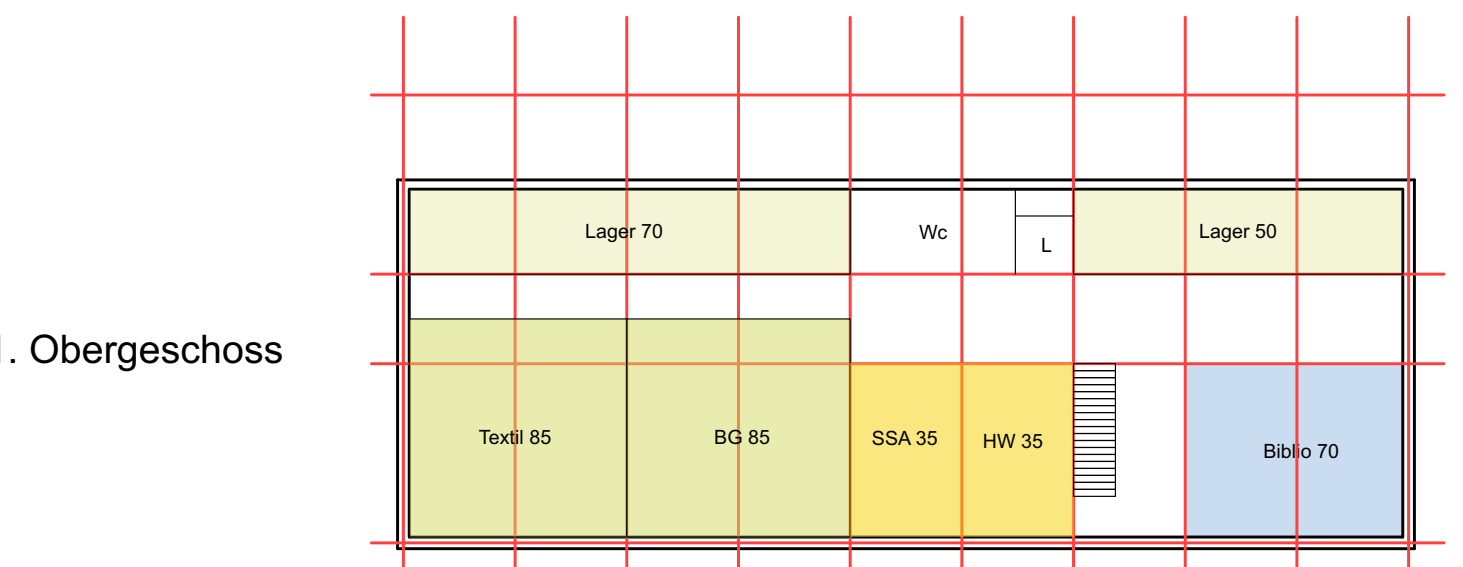 Lager 70
Wc
L
Lager 50
1. Obergeschoss
Textil 85
BG 85
SSA 35
HW 35
Biblio 70